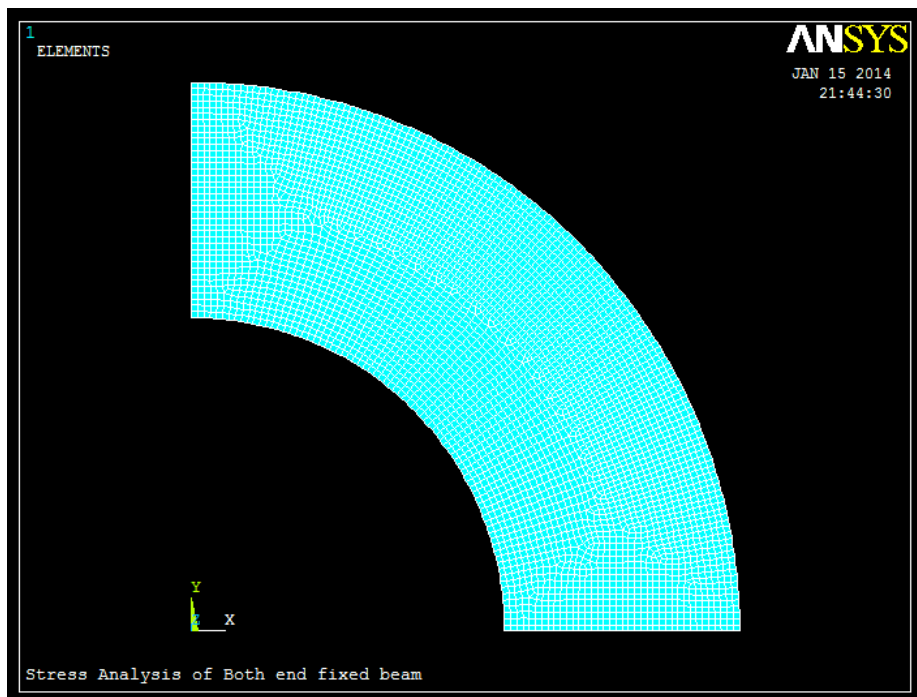 1
ELEMENTS
ANSYS
JAN 15 2014
21:44:30
Y
Z
X
Stress Analysis of Both end fixed beam